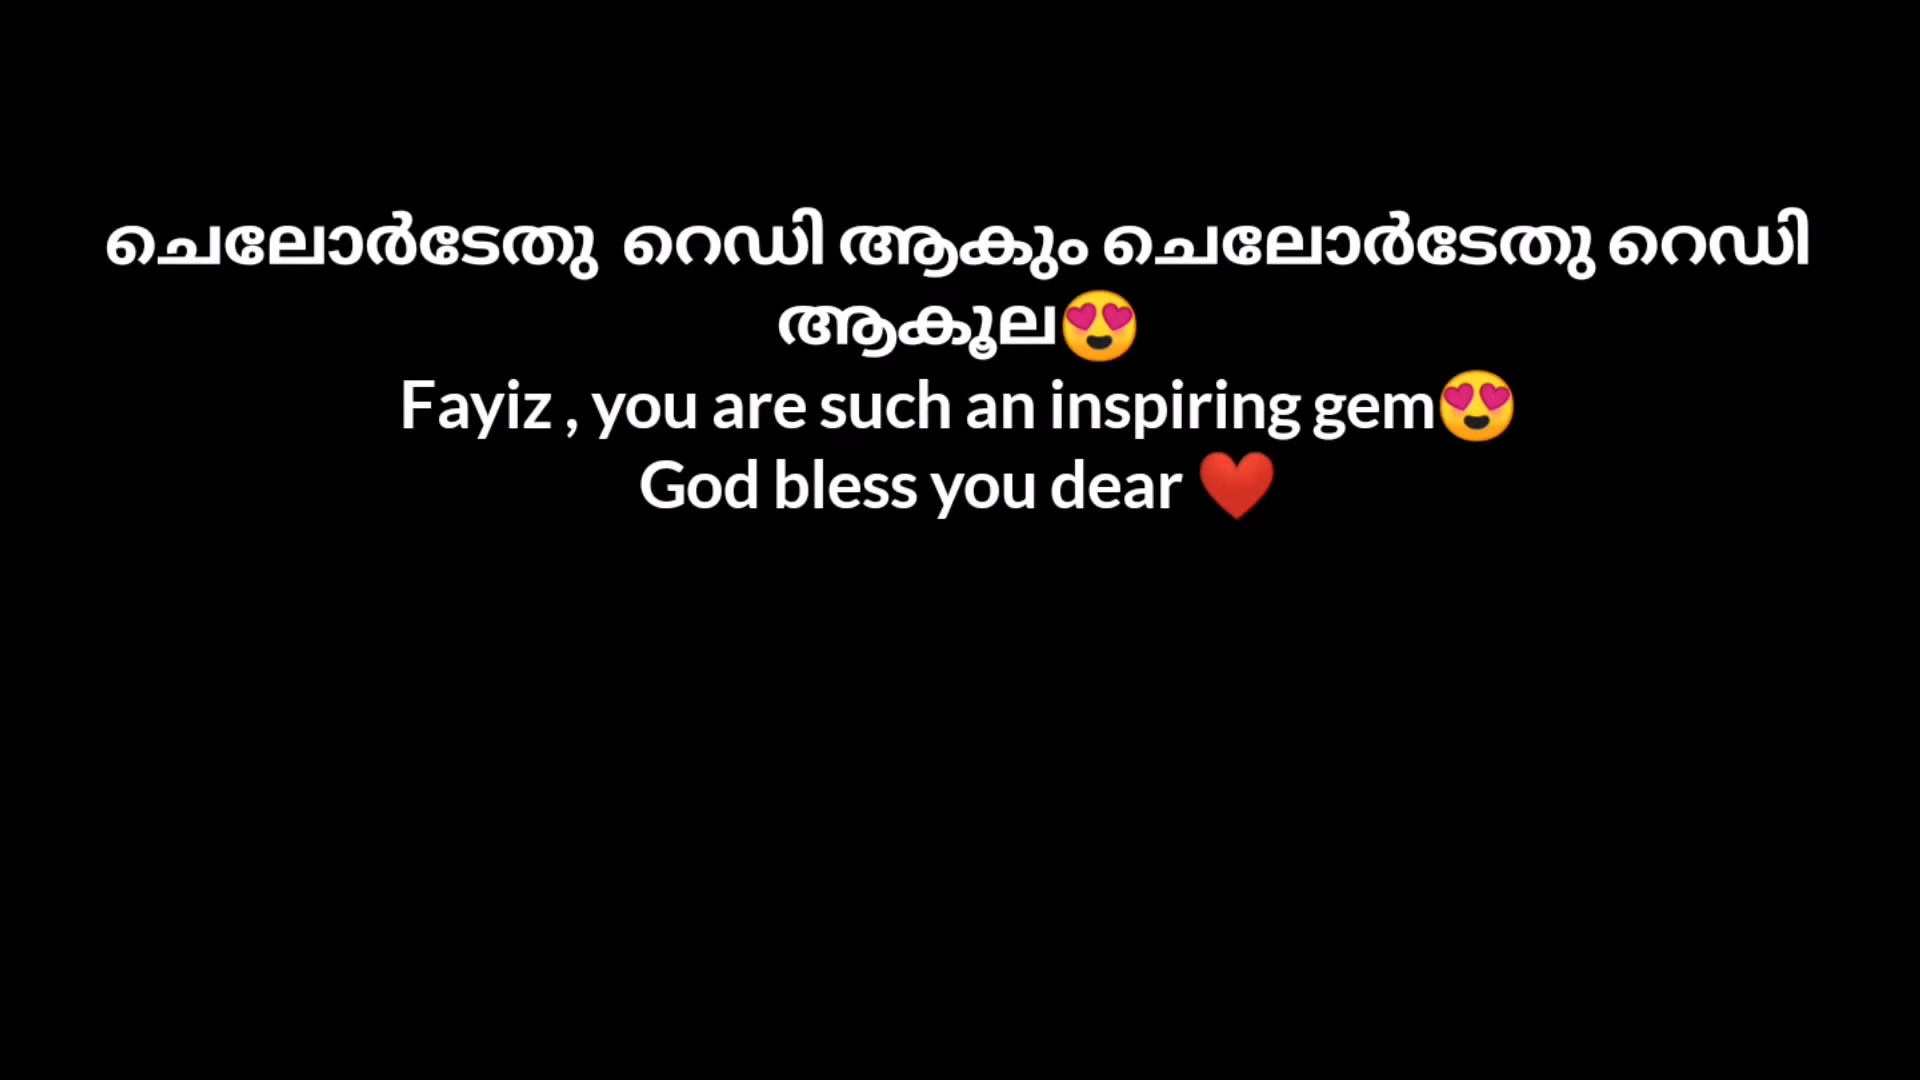 ചെലോർടേതു റെഡി ആകും ചെലോർടേതു റെഡി
ആകൂല😍
Fayiz , you are such an inspiring gem😍
God bless you dear ❤️